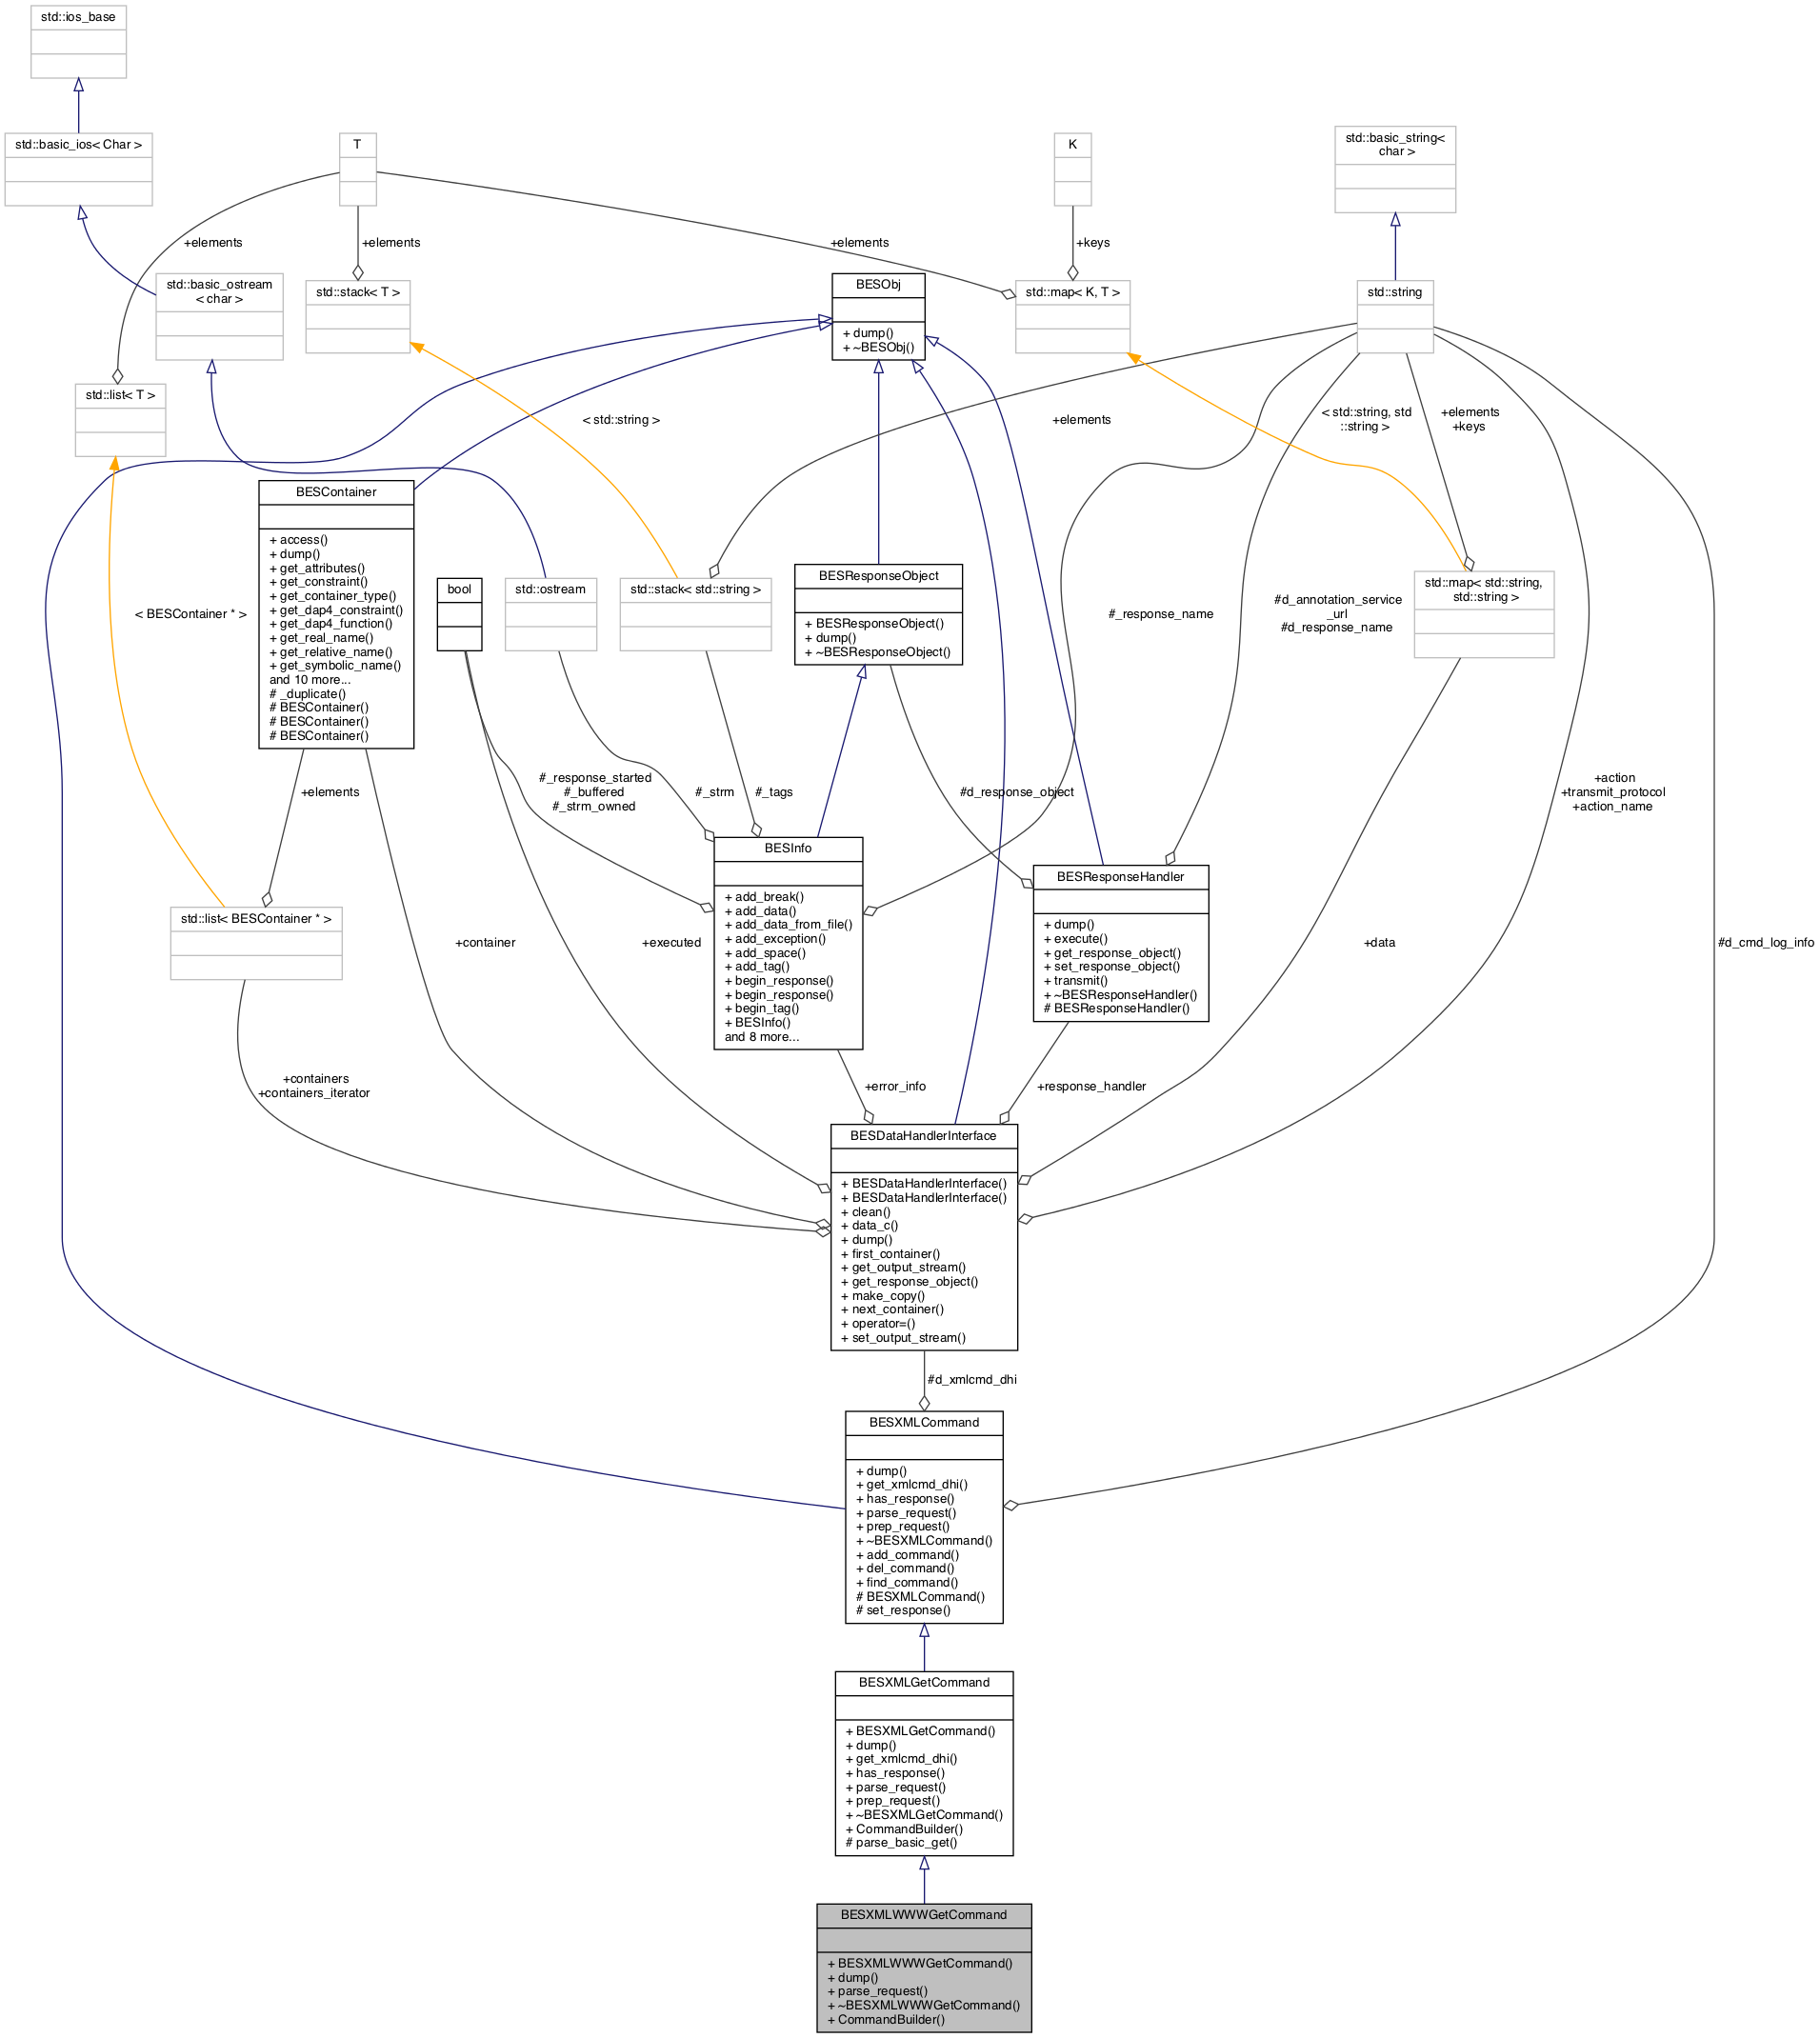 std::ios_base
std::basic_ios< Char >
T
K
std::basic_string<
char >
+elements
+elements
+elements
+keys
std::basic_ostream
< char >
std::stack< T >
BESObj
+ dump()
+ ~BESObj()
std::map< K, T >
std::string
std::list< T >
< std::string >
+elements
< std::string, std
::string >
+elements
+keys
BESContainer
+ access()
+ dump()
+ get_attributes()
+ get_constraint()
+ get_container_type()
+ get_dap4_constraint()
+ get_dap4_function()
+ get_real_name()
+ get_relative_name()
+ get_symbolic_name()
and 10 more...
# _duplicate()
# BESContainer()
# BESContainer()
# BESContainer()
< BESContainer * >
bool
std::ostream
std::stack< std::string >
BESResponseObject
+ BESResponseObject()
+ dump()
+ ~BESResponseObject()
#_response_name
#d_annotation_service
_url
#d_response_name
std::map< std::string,
std::string >
+elements
#_response_started
#_buffered
#_strm_owned
#_strm
#_tags
#d_response_object
+action
+transmit_protocol
+action_name
std::list< BESContainer * >
+container
+executed
BESInfo
+ add_break()
+ add_data()
+ add_data_from_file()
+ add_exception()
+ add_space()
+ add_tag()
+ begin_response()
+ begin_response()
+ begin_tag()
+ BESInfo()
and 8 more...
BESResponseHandler
+ dump()
+ execute()
+ get_response_object()
+ set_response_object()
+ transmit()
+ ~BESResponseHandler()
# BESResponseHandler()
+data
#d_cmd_log_info
+containers
+containers_iterator
+error_info
+response_handler
BESDataHandlerInterface
+ BESDataHandlerInterface()
+ BESDataHandlerInterface()
+ clean()
+ data_c()
+ dump()
+ first_container()
+ get_output_stream()
+ get_response_object()
+ make_copy()
+ next_container()
+ operator=()
+ set_output_stream()
#d_xmlcmd_dhi
BESXMLCommand
+ dump()
+ get_xmlcmd_dhi()
+ has_response()
+ parse_request()
+ prep_request()
+ ~BESXMLCommand()
+ add_command()
+ del_command()
+ find_command()
# BESXMLCommand()
# set_response()
BESXMLGetCommand
+ BESXMLGetCommand()
+ dump()
+ get_xmlcmd_dhi()
+ has_response()
+ parse_request()
+ prep_request()
+ ~BESXMLGetCommand()
+ CommandBuilder()
# parse_basic_get()
BESXMLWWWGetCommand
+ BESXMLWWWGetCommand()
+ dump()
+ parse_request()
+ ~BESXMLWWWGetCommand()
+ CommandBuilder()